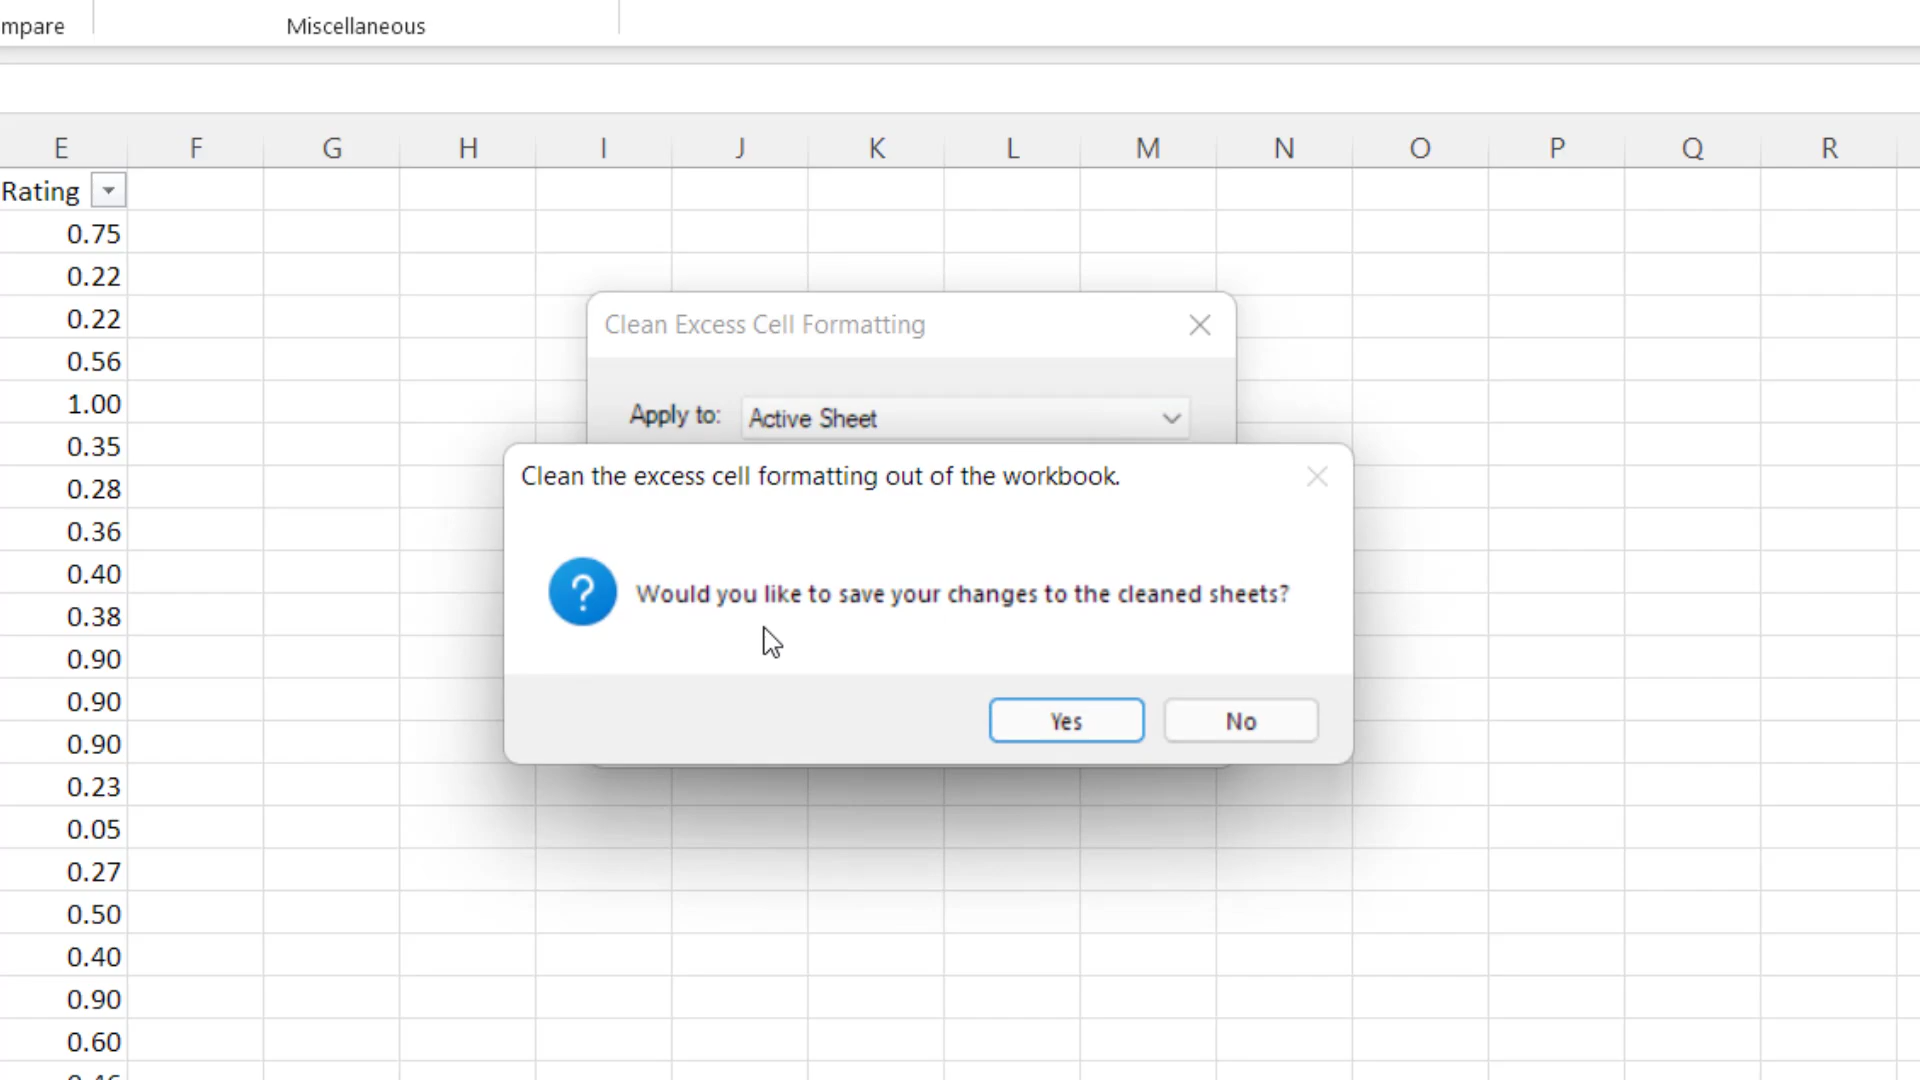 mpare
Miscellaneous
E F G H I J K L M N O P Q R
Rating
0.75
0.22
0.22
0.56
1.00
0.35
0.28
0.36
0.40
0.38
0.90
0.90
0.90
0.23
0.05
0.27
0.50
0.40
0.90
0.60
Clean Excess Cell Formatting
Apply to: Active Sheet
Clean the excess cell formatting out of the workbook.
Would you like to save your changes to the cleaned sheets?
Yes No